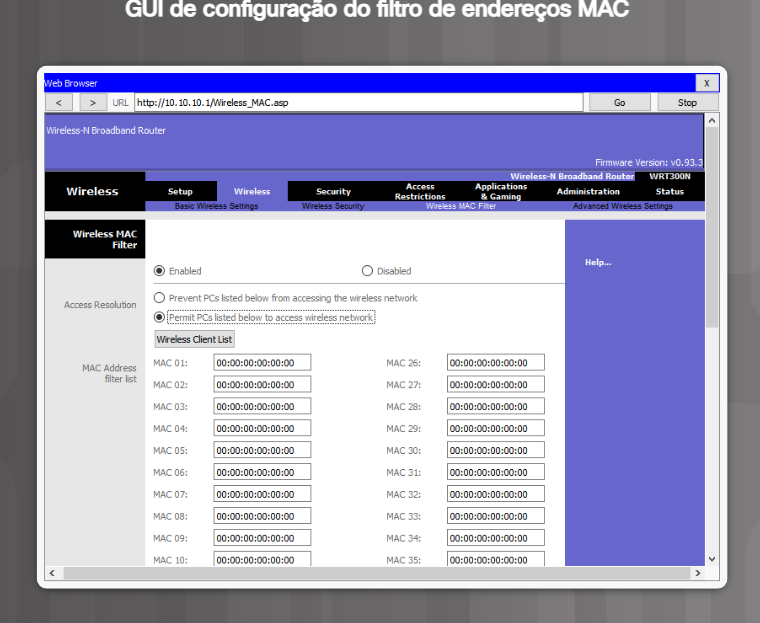 GUI de configuração do filtro de endereços MAC
Web Browser X
< > URL http://10.10.10.1/Wireless_MAC.asp Go Stop
Wireless-N Broadband Router
Firmware Version: v0.93.3
Wireless-N Broadband Router WRT300N
Wireless Setup Wireless Security Access Restrictions Applications & Gaming Administration Status
Basic Wireless Settings Wireless Security Wireless MAC Filter Advanced Wireless Settings
Wireless MAC Filter
Help...
Enabled Disabled
Access Resolution
Prevent PCs listed below from accessing the wireless network
Permit PCs listed below to access wireless network
Wireless Client List
MAC Address filter list
MAC 01: 00:00:00:00:00:00 MAC 26: 00:00:00:00:00:00
MAC 02: 00:00:00:00:00:00 MAC 27: 00:00:00:00:00:00
MAC 03: 00:00:00:00:00:00 MAC 28: 00:00:00:00:00:00
MAC 04: 00:00:00:00:00:00 MAC 29: 00:00:00:00:00:00
MAC 05: 00:00:00:00:00:00 MAC 30: 00:00:00:00:00:00
MAC 06: 00:00:00:00:00:00 MAC 31: 00:00:00:00:00:00
MAC 07: 00:00:00:00:00:00 MAC 32: 00:00:00:00:00:00
MAC 08: 00:00:00:00:00:00 MAC 33: 00:00:00:00:00:00
MAC 09: 00:00:00:00:00:00 MAC 34: 00:00:00:00:00:00
MAC 10: 00:00:00:00:00:00 MAC 35: 00:00:00:00:00:00